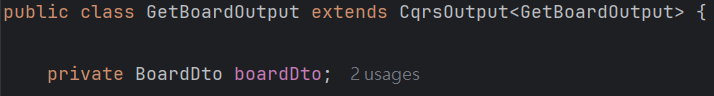 public class GetBoardOutput extends CqrsOutput<GetBoardOutput> {
private BoardDto boardDto; 2 usages